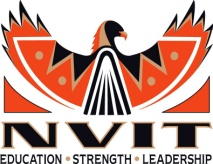 NVIT
EDUCATION • STRENGTH • LEADERSHIP